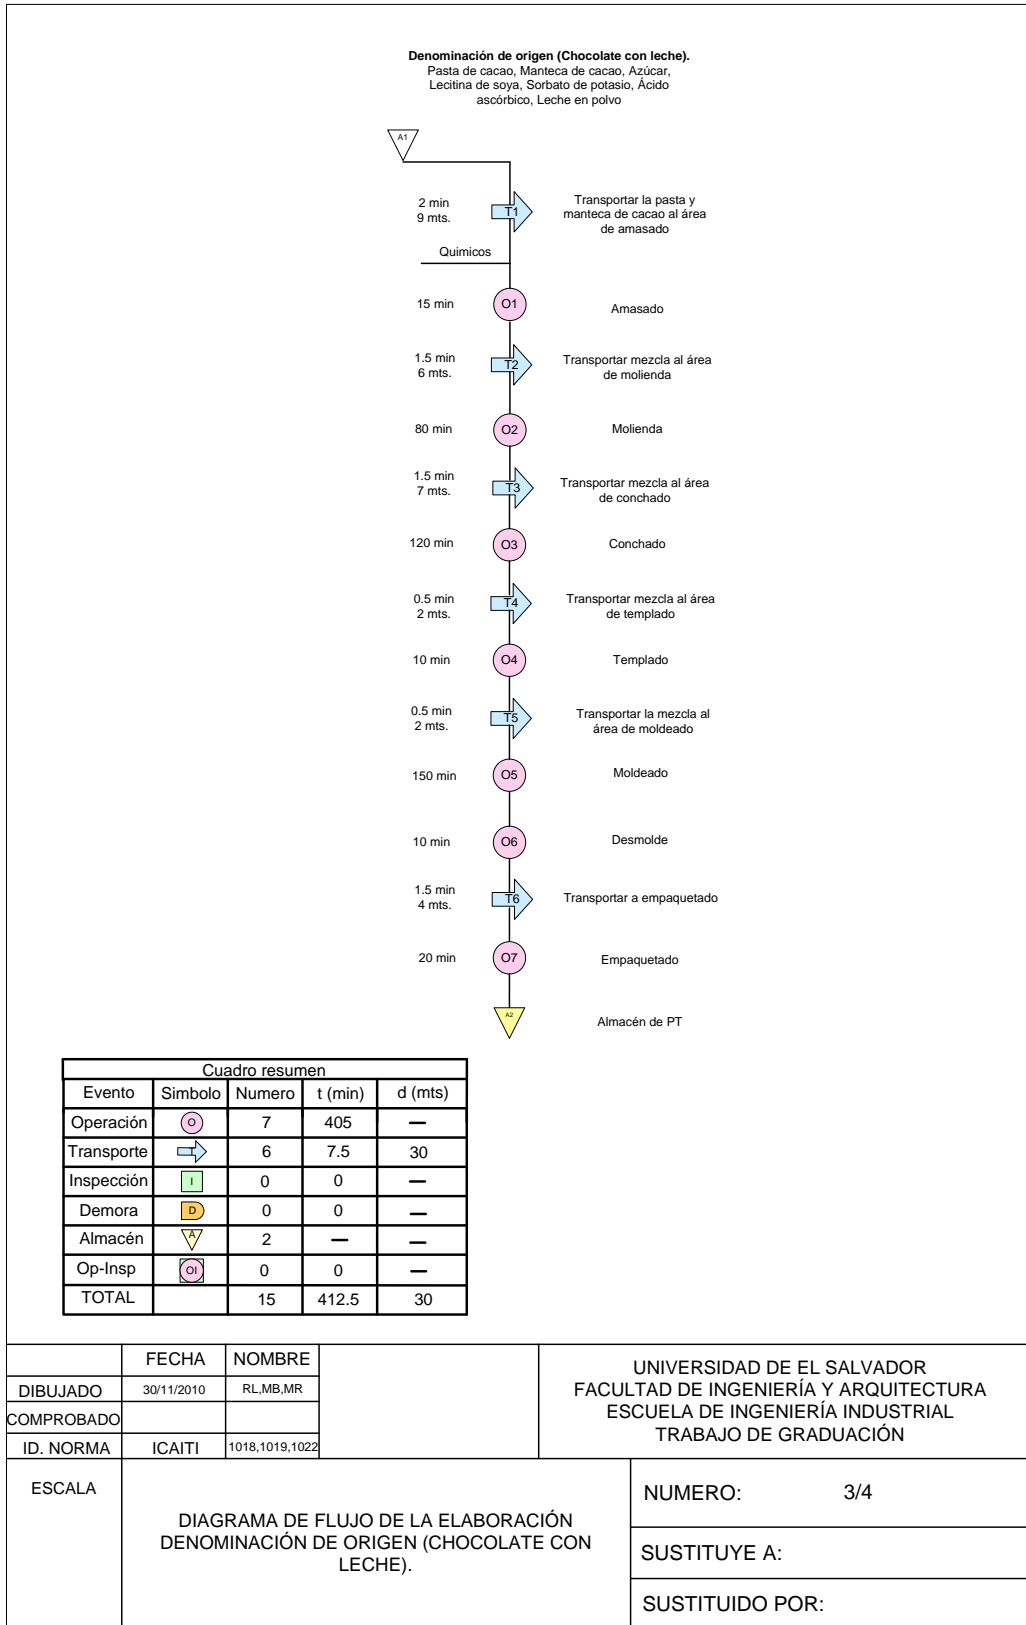 Denominación de origen (Chocolate con leche).
Pasta de cacao, Manteca de cacao, Azúcar,
Lecitina de soya, Sorbato de potasio, Ácido
ascórbico, Leche en polvo
A1
2 min
9 mts.
T1
Transportar la pasta y
manteca de cacao al área
de amasado
Quimicos
15 min
O1
Amasado
1.5 min
6 mts.
T2
Transportar mezcla al área
de molienda
80 min
O2
Molienda
1.5 min
7 mts.
T3
Transportar mezcla al área
de conchado
120 min
O3
Conchado
0.5 min
2 mts.
T4
Transportar mezcla al área
de templado
10 min
O4
Templado
0.5 min
2 mts.
T5
Transportar la mezcla al
área de moldeado
150 min
O5
Moldeado
10 min
O6
Desmolde
1.5 min
4 mts.
T6
Transportar a empaquetado
20 min
O7
Empaquetado
A2
Almacén de PT
Cuadro resumen
Evento Simbolo Numero t (min) d (mts)
Operación O 7 405 —
Transporte T 6 7.5 30
Inspección I 0 0 —
Demora D 0 0 —
Almacén A 2 — —
Op-Insp OI 0 0 —
TOTAL 15 412.5 30
FECHA NOMBRE
DIBUJADO 30/11/2010 RL,MB,MR
COMPROBADO
ID. NORMA ICAITI 1018,1019,1022
UNIVERSIDAD DE EL SALVADOR
FACULTAD DE INGENIERÍA Y ARQUITECTURA
ESCUELA DE INGENIERÍA INDUSTRIAL
TRABAJO DE GRADUACIÓN
ESCALA
DIAGRAMA DE FLUJO DE LA ELABORACIÓN
DENOMINACIÓN DE ORIGEN (CHOCOLATE CON
LECHE).
NUMERO: 3/4
SUSTITUYE A:
SUSTITUIDO POR: